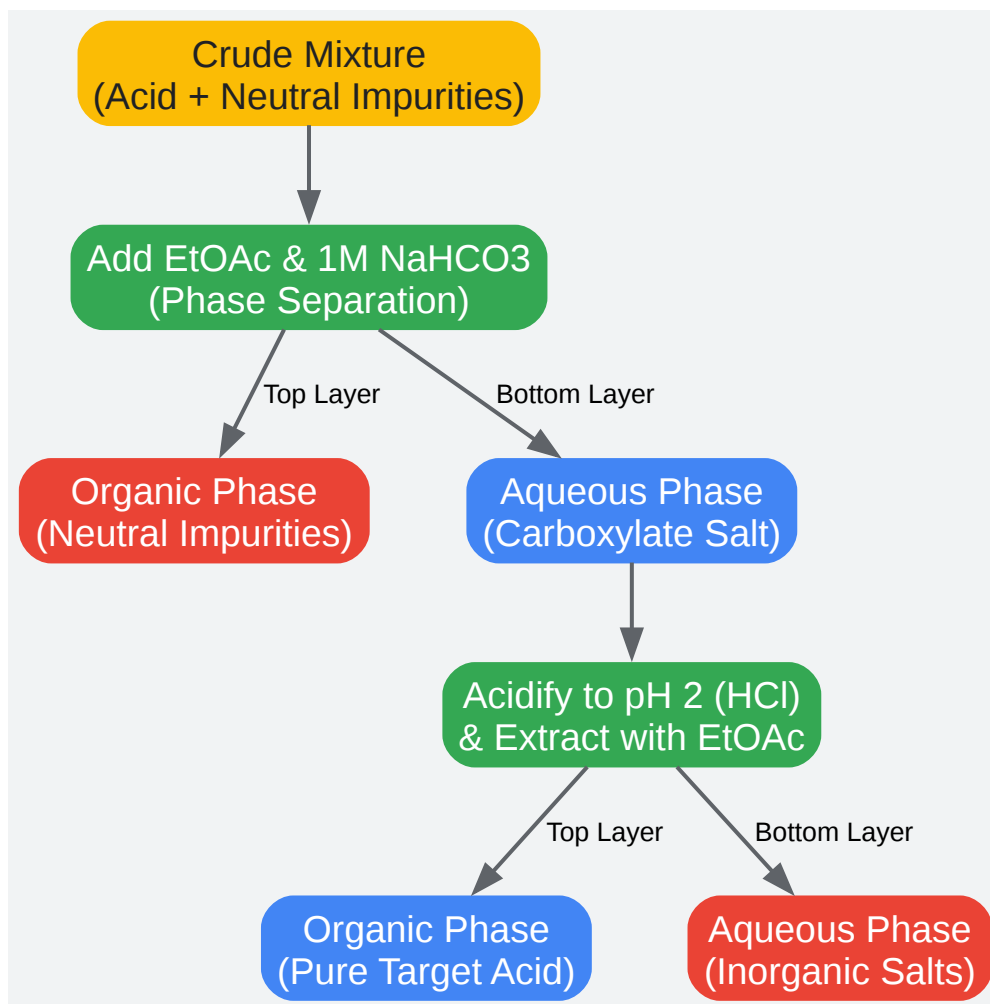 Crude Mixture
(Acid + Neutral Impurities)
Add EtOAc & 1M NaHCO3
(Phase Separation)
Top Layer
Bottom Layer
Organic Phase
(Neutral Impurities)
Aqueous Phase
(Carboxylate Salt)
Acidify to pH 2 (HCl)
& Extract with EtOAc
Top Layer
Bottom Layer
Organic Phase
(Pure Target Acid)
Aqueous Phase
(Inorganic Salts)